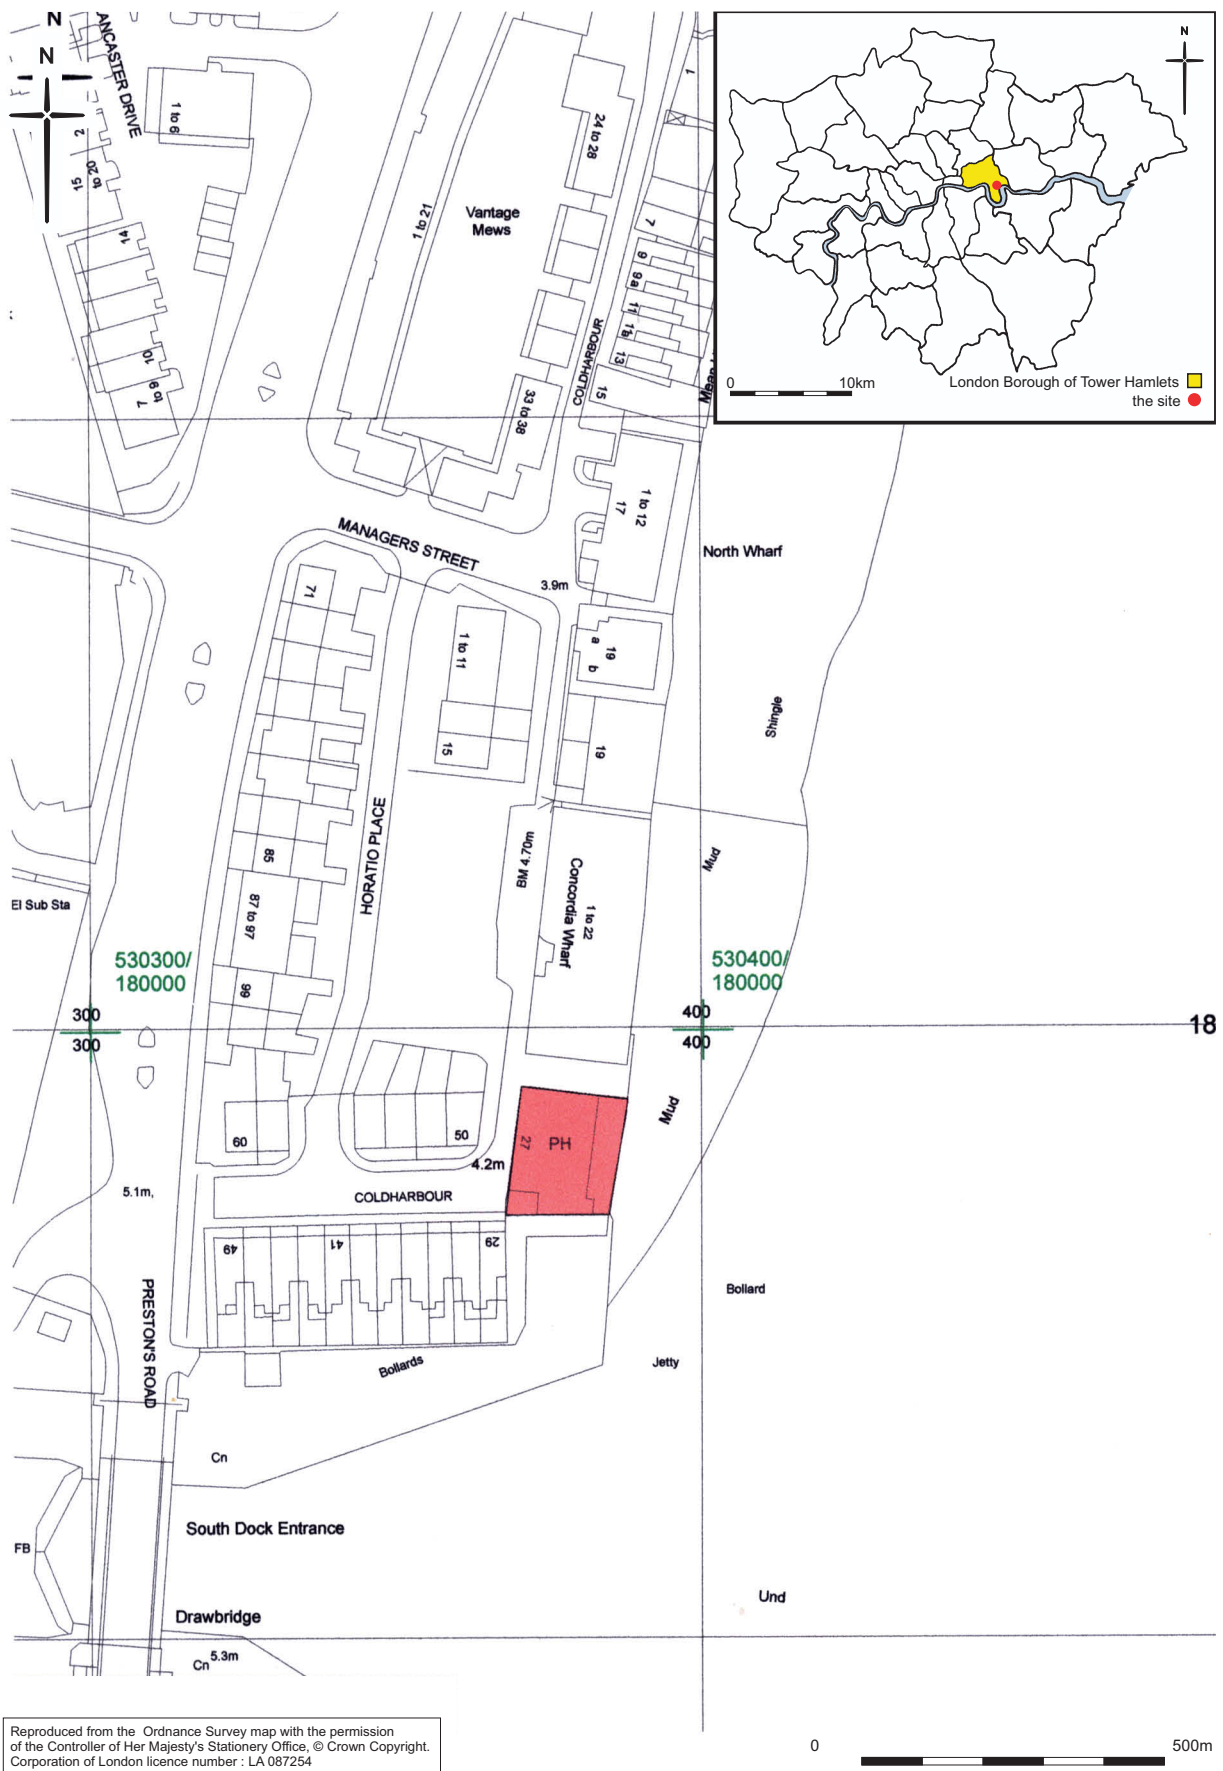 N
N
LANCASTER DRIVE
1 to 6
2
15
to 20
14
10
7
to 9
1 to 21
Vantage
Mews
24 to 28
33 to 38
COLDHARBOUR
1
7
9
9a
11
11a
13
15
N
0
10km
London Borough of Tower Hamlets
the site
MANAGERS STREET
3.9m
1 to 12
17
North Wharf
71
1 to 11
15
19
a
b
19
Shingle
HORATIO PLACE
85
87 to 97
99
BM 4.70m
1 to 22
Concordia Wharf
Mud
El Sub Sta
530300/
180000
530400/
180000
300
300
400
400
18
Mud
27
PH
60
50
4.2m
5.1m,
COLDHARBOUR
49
41
29
PRESTON'S ROAD
Bollards
Bollard
Jetty
Cn
South Dock Entrance
FB
Drawbridge
Cn 5.3m
Und
Reproduced from the Ordnance Survey map with the permission
of the Controller of Her Majesty's Stationery Office, © Crown Copyright.
Corporation of London licence number : LA 087254
0
500m